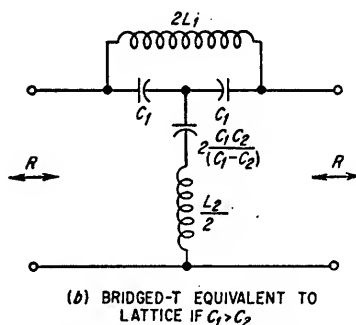 2L₁
C₁
C₁
2 C₁C₂/(C₁-C₂)
R
R
L₂/2
(b) BRIDGED-T EQUIVALENT TO
LATTICE IF C₁>C₂